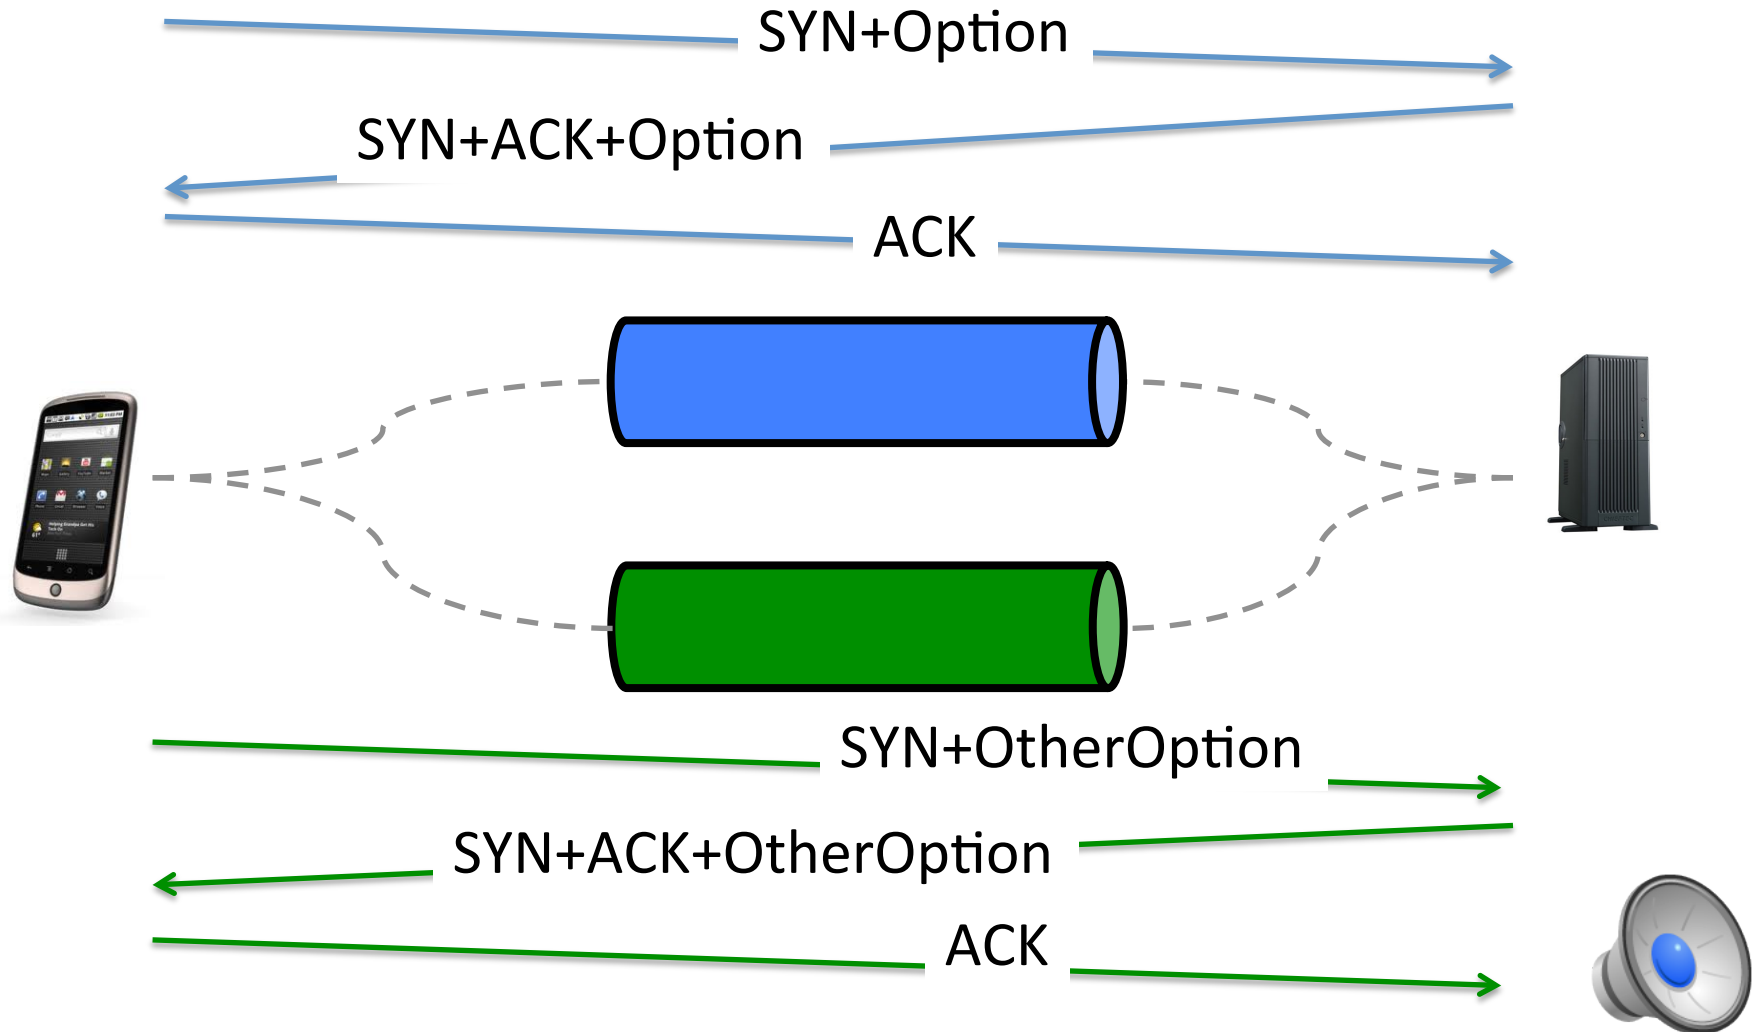 SYN+Option
SYN+ACK+Option
ACK
SYN+OtherOption
SYN+ACK+OtherOption
ACK